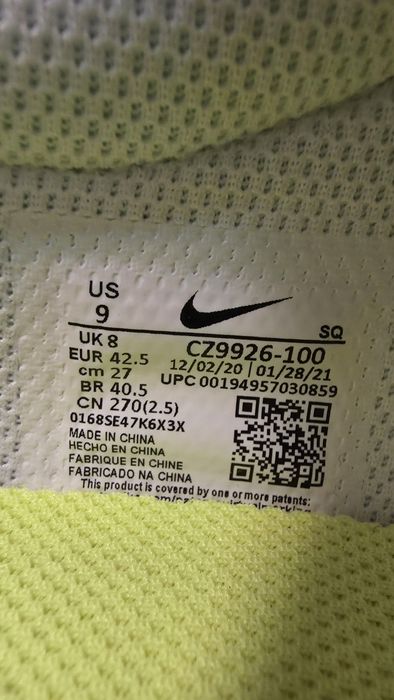 US
9
SQ
UK 8
CZ9926-100
EUR 42.5
12/02/20 | 01/28/21
cm 27
UPC 00194957030859
BR 40.5
CN 270(2.5)
0168SE47K6X3X
MADE IN CHINA
HECHO EN CHINA
FABRIQUE EN CHINE
FABRICADO NA CHINA
This product is covered by one or more patents: